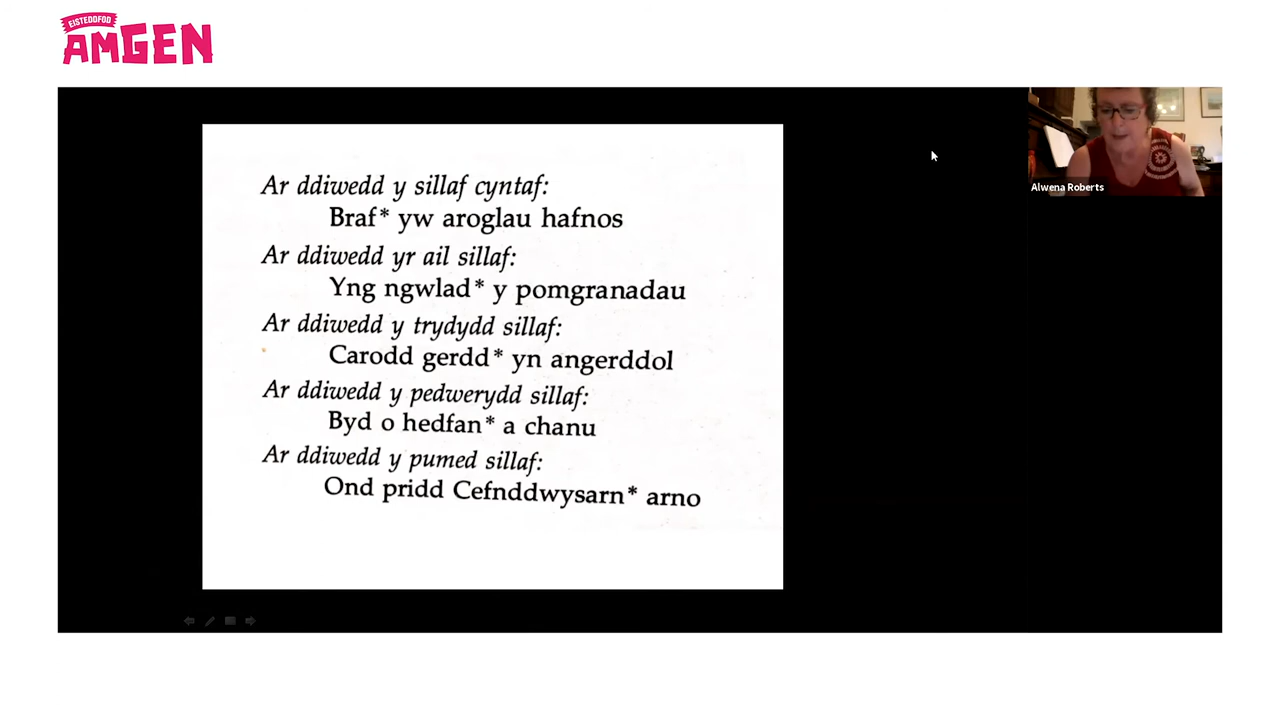 EISTEDDFOD
AMGEN
Ar ddiwedd y sillaf cyntaf:
Braf* yw aroglau hafnos
Ar ddiwedd yr ail sillaf:
Yng ngwlad* y pomgranadau
Ar ddiwedd y trydydd sillaf:
Carodd gerdd* yn angerddol
Ar ddiwedd y pedwerydd sillaf:
Byd o hedfan* a chanu
Ar ddiwedd y pumed sillaf:
Ond pridd Cefnddwysarn* arno
Alwena Roberts